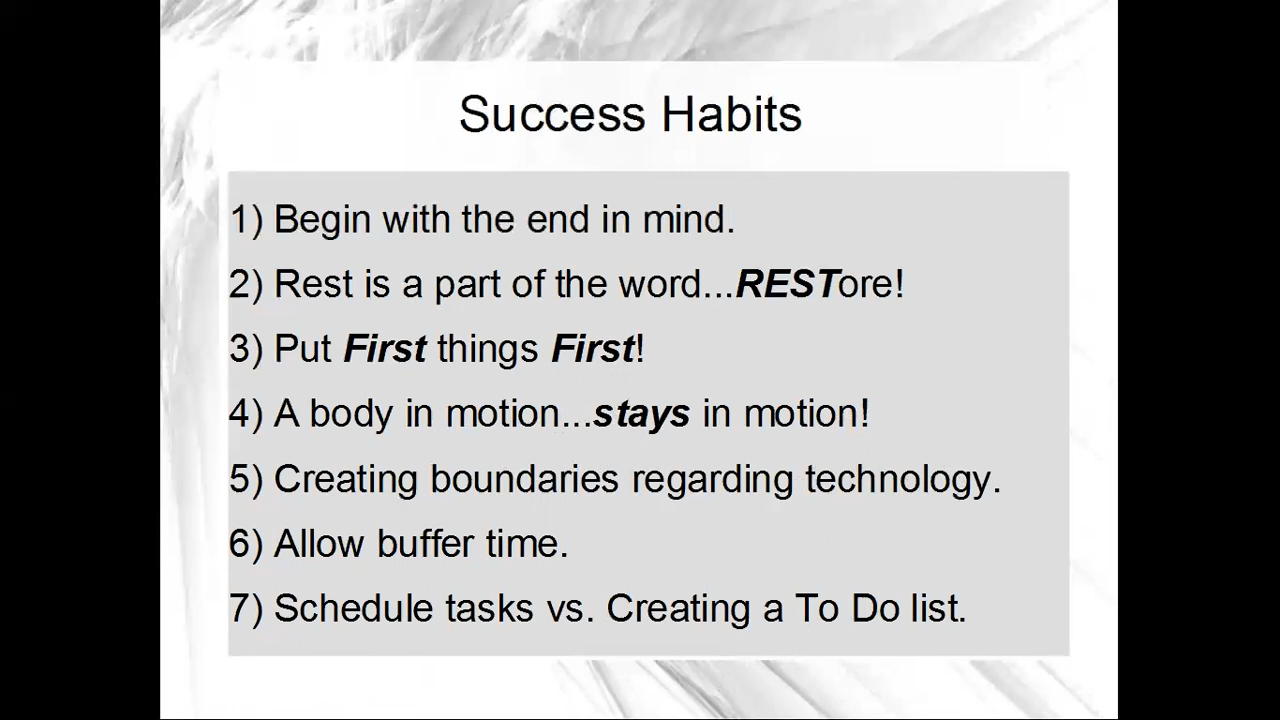 Success Habits
1) Begin with the end in mind.
2) Rest is a part of the word...RESTore!
3) Put First things First!
4) A body in motion...stays in motion!
5) Creating boundaries regarding technology.
6) Allow buffer time.
7) Schedule tasks vs. Creating a To Do list.